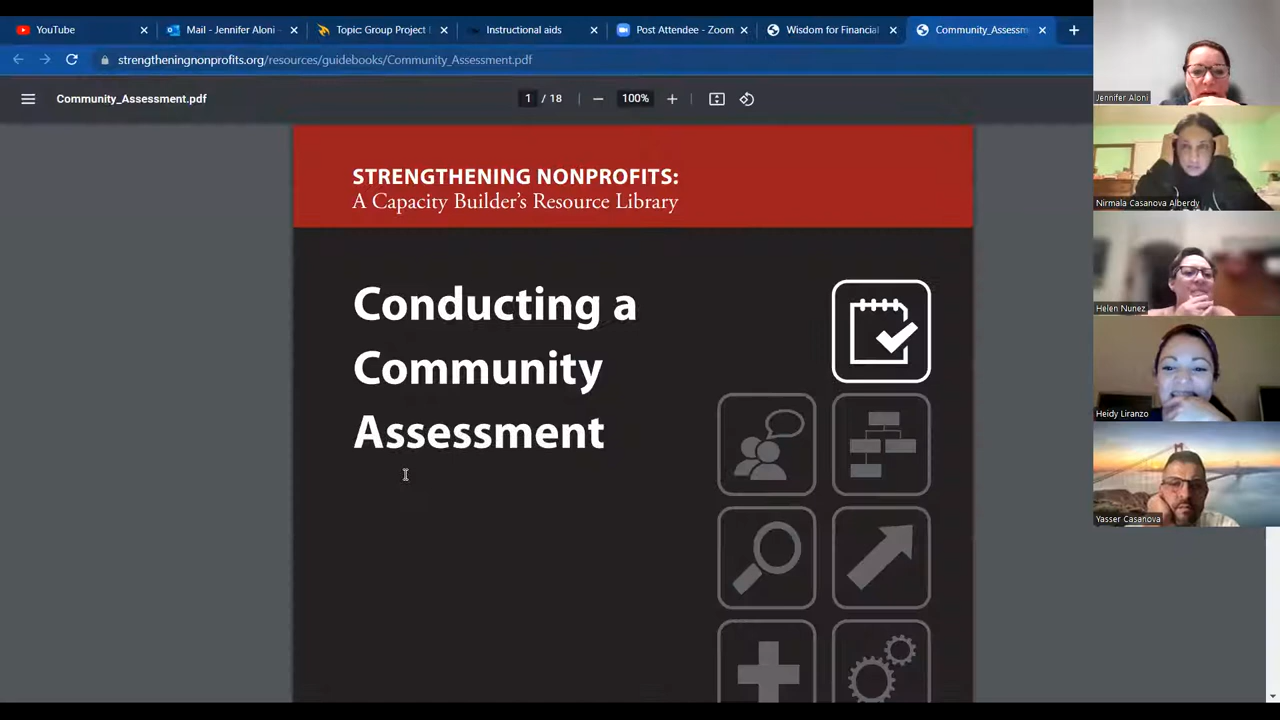 YouTube
Mail - Jennifer Aloni -
Topic: Group Project
Instructional aids
Post Attendee - Zoom
Wisdom for Financial
Community_Assessm
strengtheningnonprofits.org/resources/guidebooks/Community_Assessment.pdf
Community_Assessment.pdf
1 / 18
100%
STRENGTHENING NONPROFITS:
A Capacity Builder's Resource Library
Conducting a
Community
Assessment
Jennifer Aloni
Nirmala Casanova Alberdy
Helen Nunez
Heidy Liranzo
Yasser Casanova